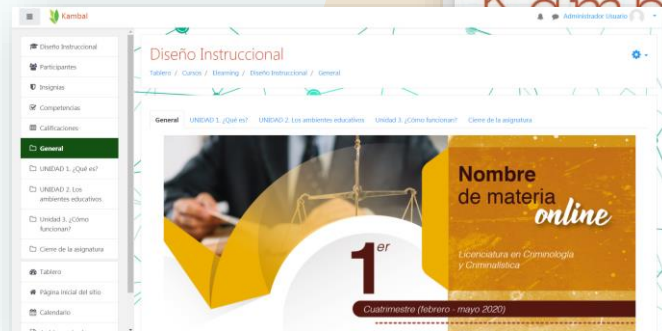 Kambal
Administrador Usuario
Diseño Instruccional
Participantes
Insignias
Competencias
Calificaciones
General
UNIDAD 1. ¿Qué es?
UNIDAD 2. Los
ambientes educativos
Unidad 3. ¿Cómo
funcionan?
Cierre de la asignatura
Tablero
Página inicial del sitio
Calendario
Diseño Instruccional
Tablero / Cursos / Elearning / Diseño Instruccional / General
General UNIDAD 1. ¿Qué es? UNIDAD 2. Los ambientes educativos Unidad 3. ¿Cómo funcionan? Cierre de la asignatura
Nombre
de materia
online
Licenciatura en Criminología
y Criminalística
1er
Cuatrimestre (febrero - mayo 2020)